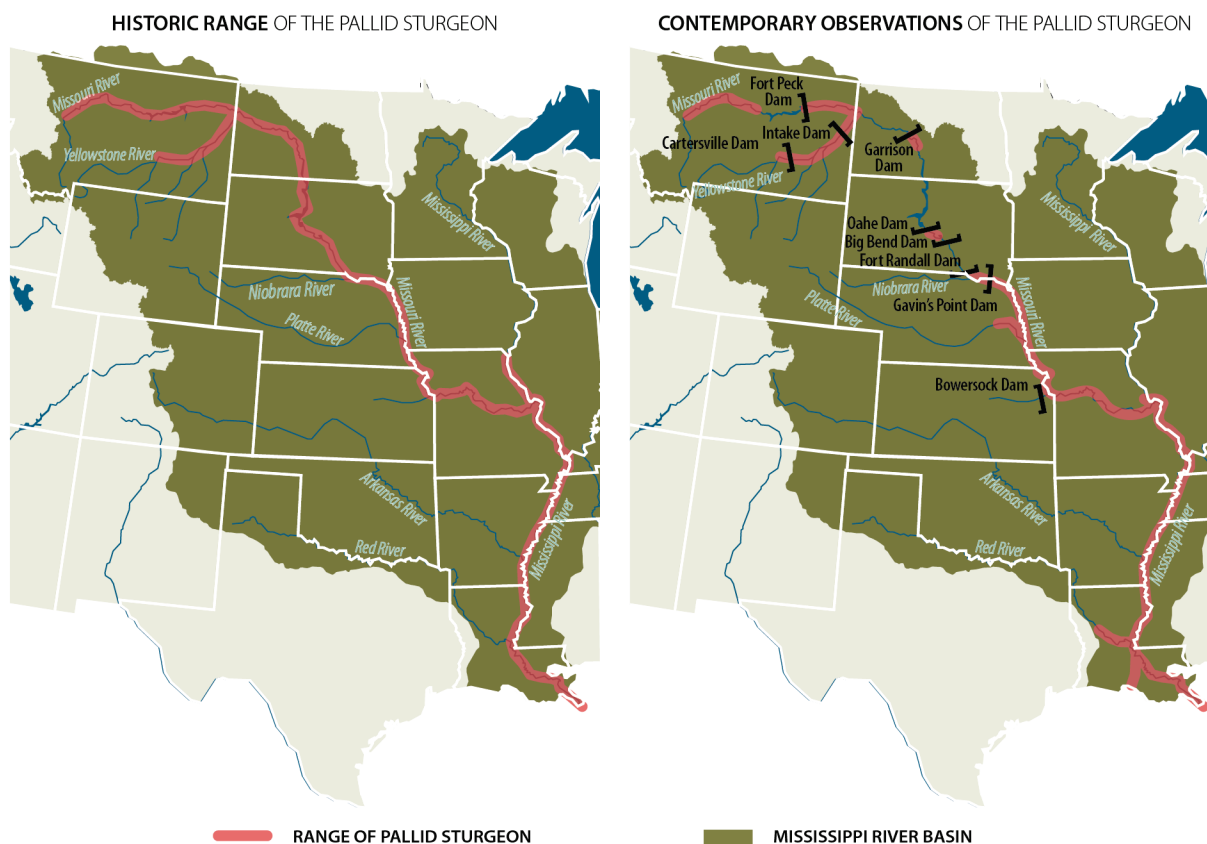 HISTORIC RANGE OF THE PALLID STURGEON
Missouri River
Yellowstone River
Mississippi River
Niobrara River
Missouri River
Platte River
Arkansas River
Mississippi River
Red River
CONTEMPORARY OBSERVATIONS OF THE PALLID STURGEON
Missouri River
Fort Peck
Dam
Intake Dam
Cartersville Dam
Garrison
Dam
Yellowstone River
Mississippi River
Oahe Dam
Big Bend Dam
Fort Randall Dam
Niobrara River
Gavin's Point Dam
Platte River
Missouri River
Bowersock Dam
Arkansas River
Mississippi River
Red River
RANGE OF PALLID STURGEON
MISSISSIPPI RIVER BASIN